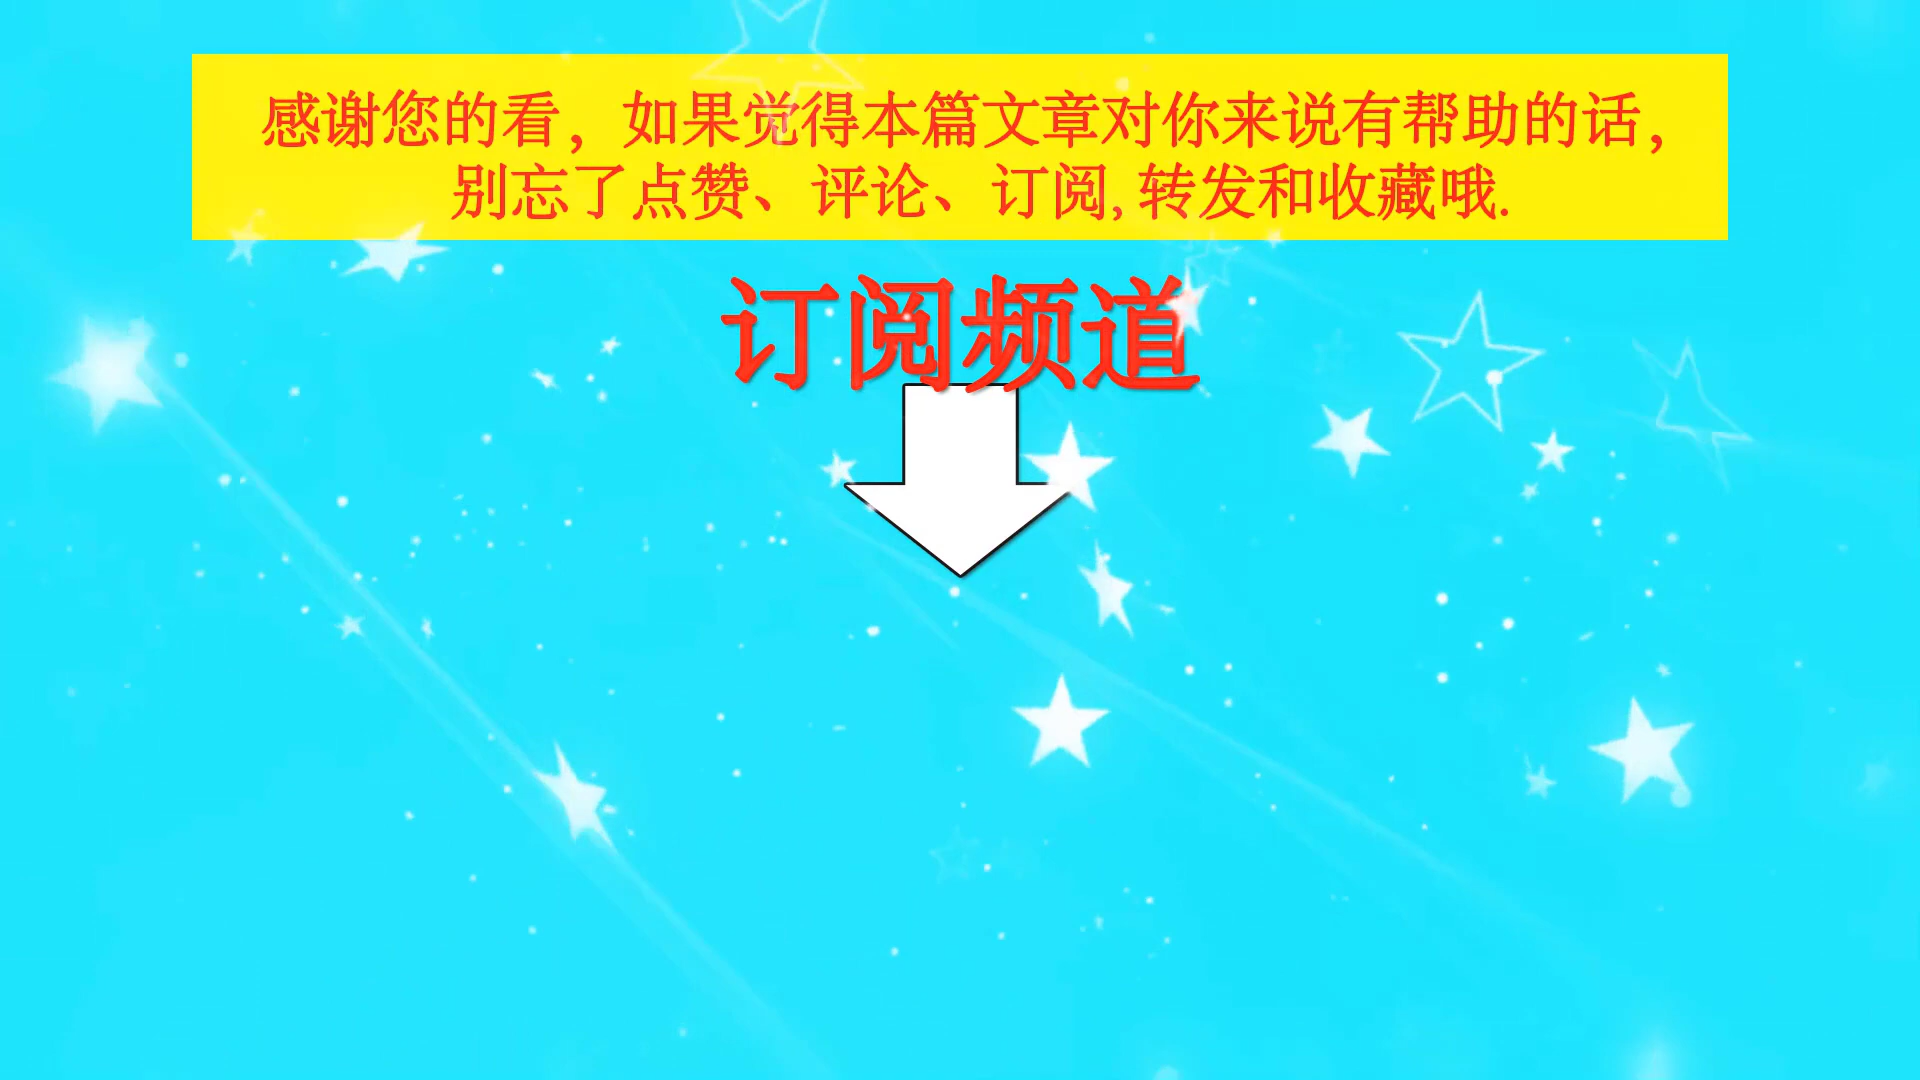 感谢您的看，如果觉得本篇文章对你来说有帮助的话，
别忘了点赞、评论、订阅,转发和收藏哦.
订阅频道